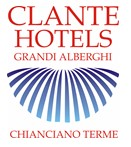 CLANTE
HOTELS
GRANDI ALBERGHI
CHIANCIANO TERME